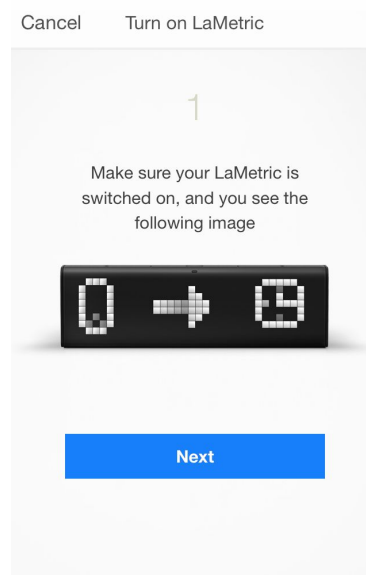 Cancel Turn on LaMetric
1
Make sure your LaMetric is
switched on, and you see the
following image
Next